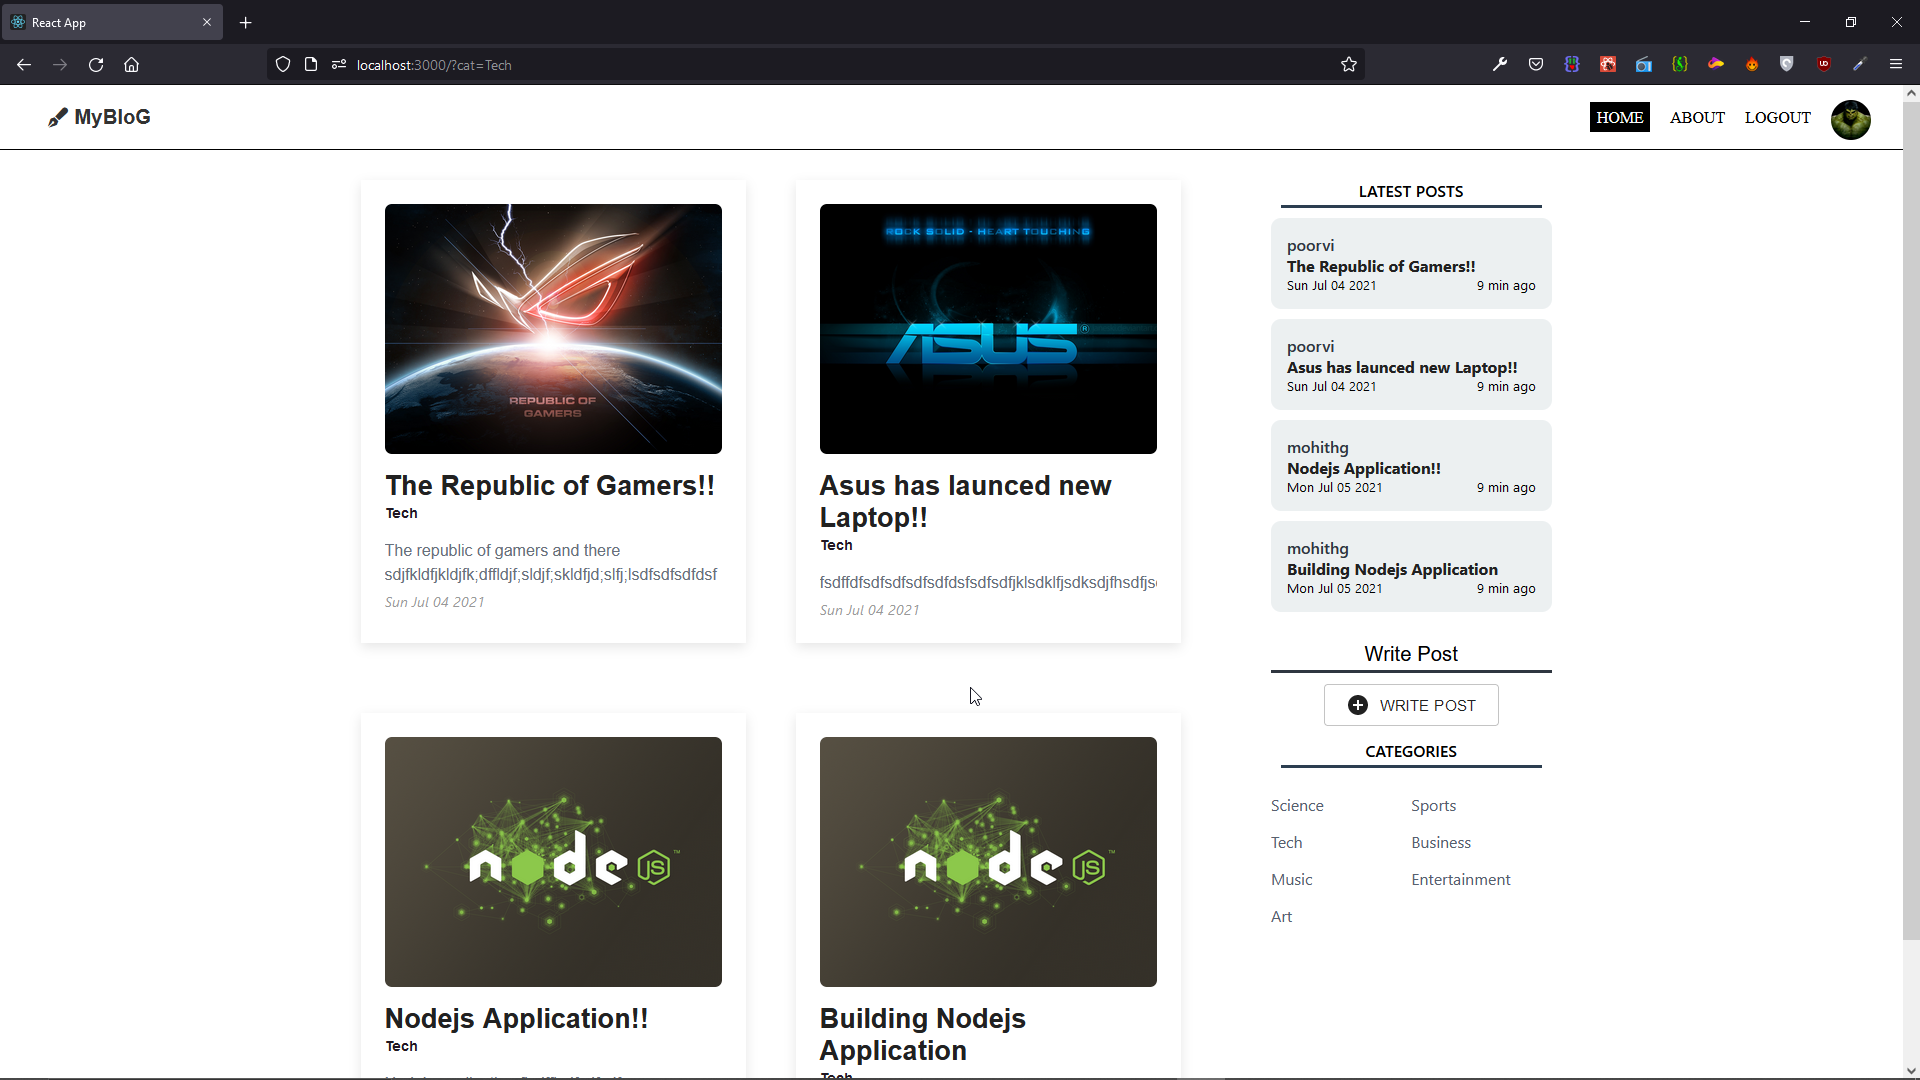 React App
localhost:3000/?cat=Tech
MyBloG
HOME
ABOUT
LOGOUT
ROCK SOLID - HEART TOUCHING
ASUS
REPUBLIC OF
GAMERS
The Republic of Gamers!!
Tech
The republic of gamers and there
sdjfkldfjkldjfk;dffldjf;sldjf;skldfjd;slfj;lsdfsdfsdfdsf
Sun Jul 04 2021
Asus has launced new
Laptop!!
Tech
fsdffdfsdfsdfsdfsdfdsfsdfsdfjklsdklfjsdksdjfhsdfjs
Sun Jul 04 2021
node JS™
Nodejs Application!!
Tech
node JS™
Building Nodejs
Application
Tech
LATEST POSTS
poorvi
The Republic of Gamers!!
Sun Jul 04 2021 9 min ago
poorvi
Asus has launced new Laptop!!
Sun Jul 04 2021 9 min ago
mohithg
Nodejs Application!!
Mon Jul 05 2021 9 min ago
mohithg
Building Nodejs Application
Mon Jul 05 2021 9 min ago
Write Post
WRITE POST
CATEGORIES
Science
Sports
Tech
Business
Music
Entertainment
Art